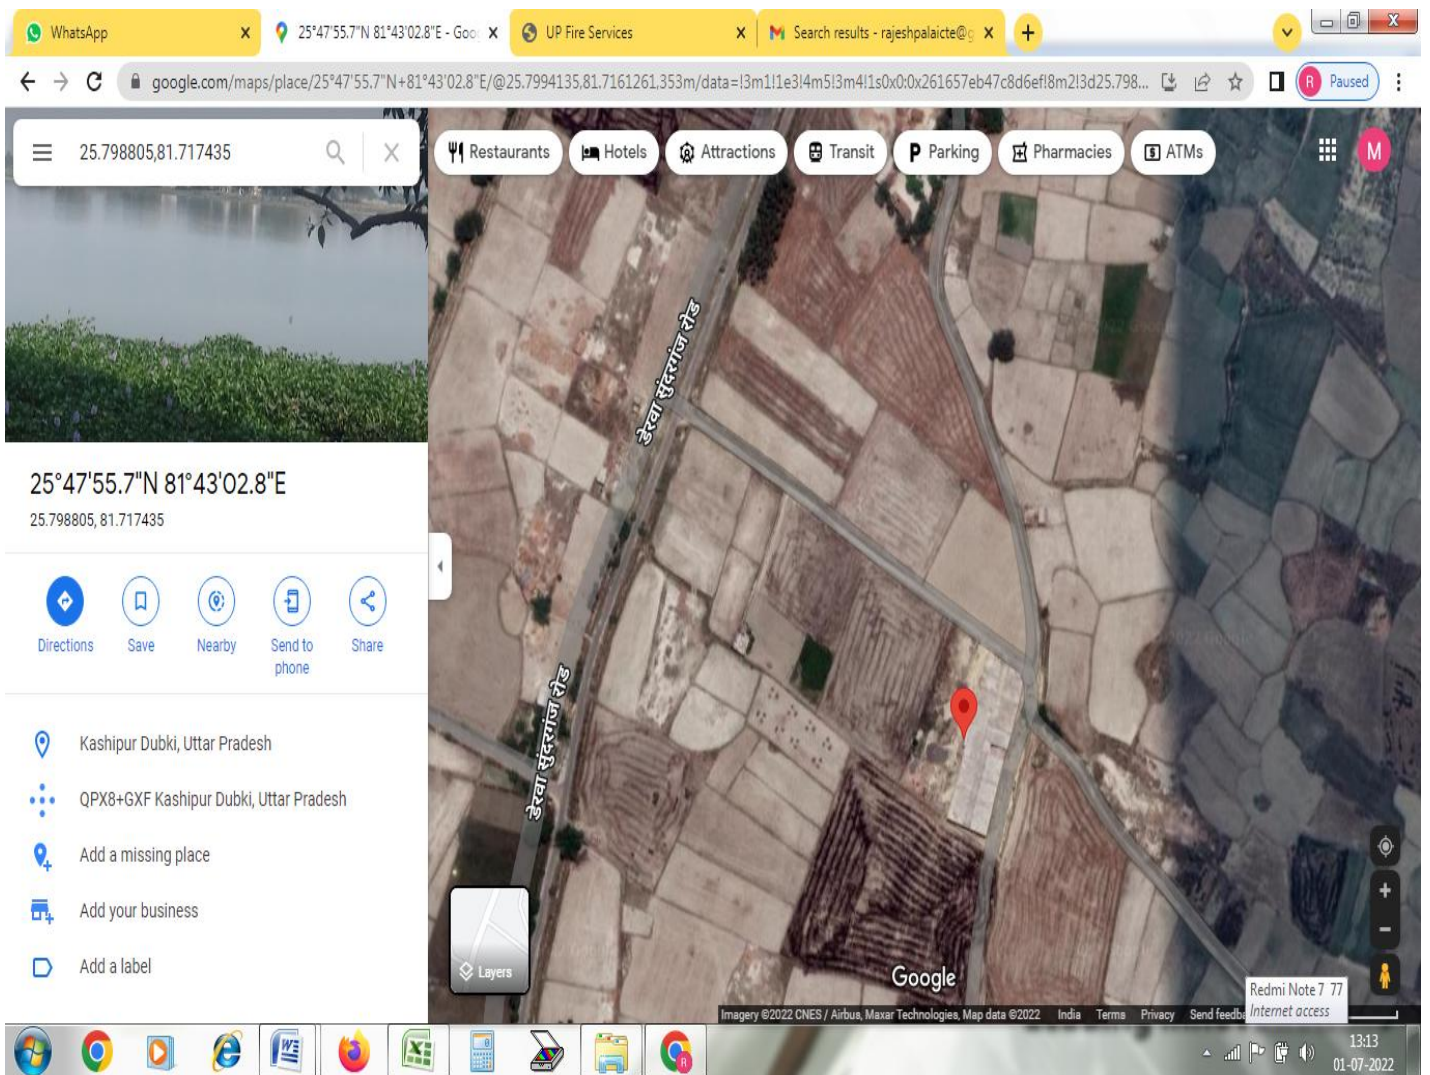 WhatsApp
25°47'55.7"N 81°43'02.8"E - Goo
UP Fire Services
Search results - rajeshpalaicte@g
google.com/maps/place/25°47'55.7"N+81°43'02.8"E/@25.7994135,81.7161261,353m/data=!3m1!1e3!4m5!3m4!1s0x0:0x261657eb47c8d6ef!8m2!3d25.798...
R Paused
25.798805,81.717435
Restaurants
Hotels
Attractions
Transit
P Parking
Pharmacies
ATMs
M
डेरवा सुंदरगंज रोड
25°47'55.7"N 81°43'02.8"E
25.798805, 81.717435
Directions
Save
Nearby
Send to
phone
Share
डेरवा सुंदरगंज रोड
Kashipur Dubki, Uttar Pradesh
QPX8+GXF Kashipur Dubki, Uttar Pradesh
Add a missing place
Add your business
Add a label
Layers
Google
Redmi Note 7 77
Internet access
Imagery ©2022 CNES / Airbus, Maxar Technologies, Map data ©2022
India
Terms
Privacy
Send feedba
13:13
01-07-2022